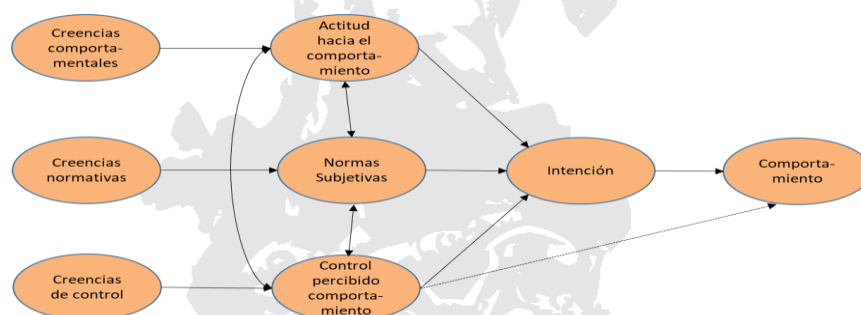 Creencias
comporta-
mentales
Actitud
hacia el
comporta-
miento
Creencias
normativas
Normas
Subjetivas
Intención
Comporta-
miento
Creencias
de control
Control
percibido
comporta-
miento